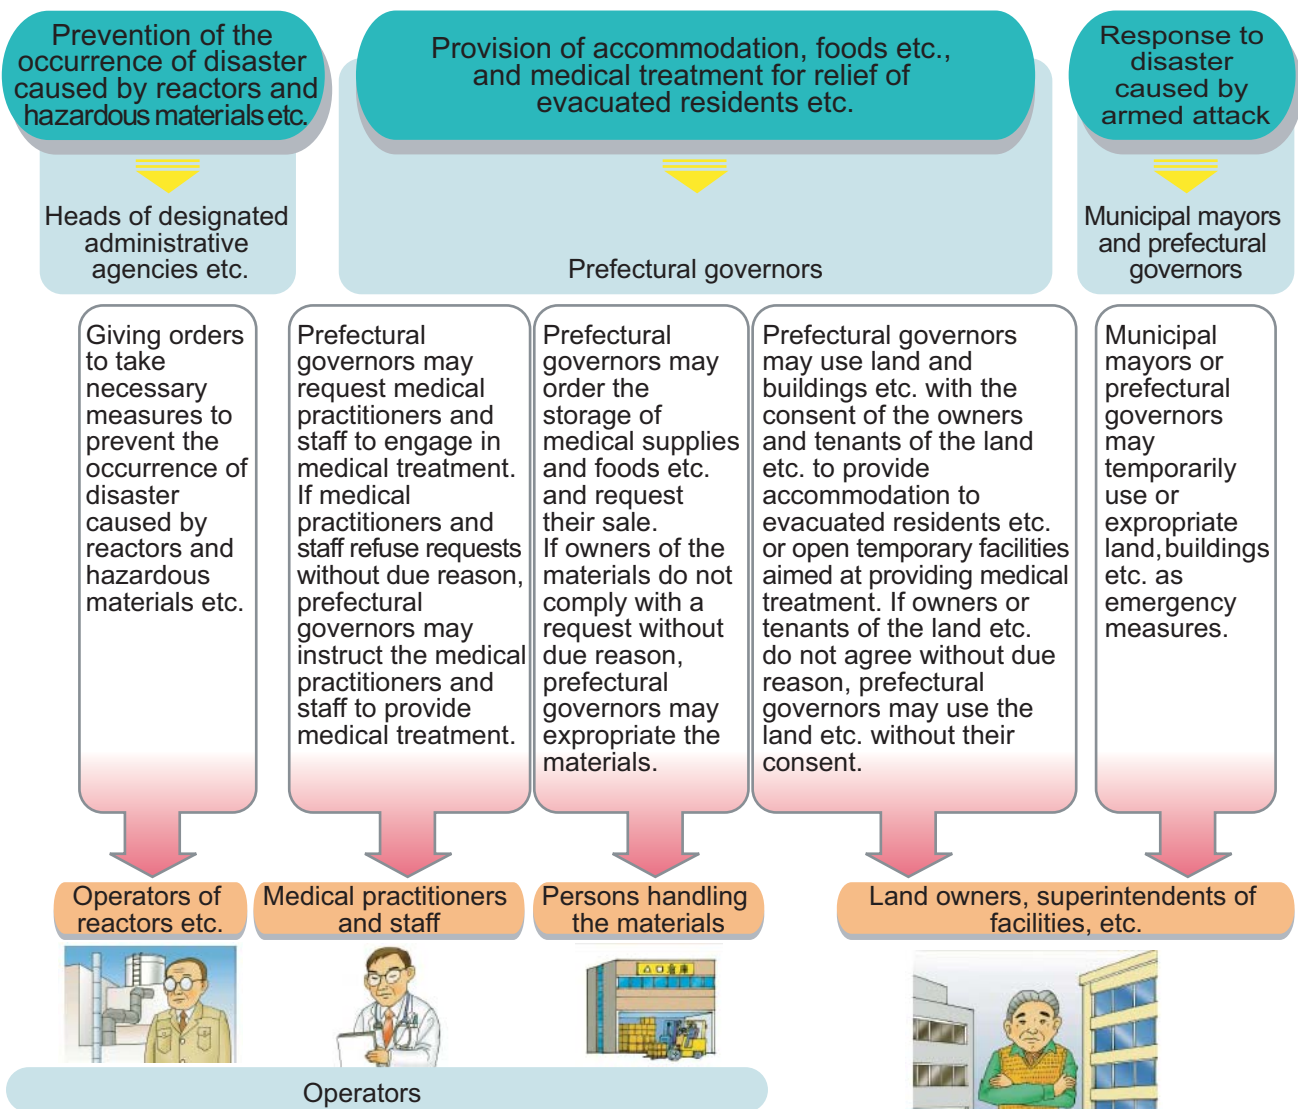 Prevention of the
occurrence of disaster
caused by reactors and
hazardous materials etc.
Provision of accommodation, foods etc.,
and medical treatment for relief of
evacuated residents etc.
Response to
disaster
caused by
armed attack
Heads of designated
administrative
agencies etc.
Prefectural governors
Municipal mayors
and prefectural
governors
Giving orders
to take
necessary
measures to
prevent the
occurrence of
disaster
caused by
reactors and
hazardous
materials etc.
Prefectural
governors may
request medical
practitioners and
staff to engage in
medical treatment.
If medical
practitioners and
staff refuse requests
without due reason,
prefectural
governors may
instruct the medical
practitioners and
staff to provide
medical treatment.
Prefectural
governors may
order the
storage of
medical supplies
and foods etc.
and request
their sale.
If owners of the
materials do not
comply with a
request without
due reason,
prefectural
governors may
expropriate the
materials.
Prefectural governors
may use land and
buildings etc. with the
consent of the owners
and tenants of the land
etc. to provide
accommodation to
evacuated residents etc.
or open temporary facilities
aimed at providing medical
treatment. If owners or
tenants of the land etc.
do not agree without due
reason, prefectural
governors may use the
land etc. without their
consent.
Municipal
mayors or
prefectural
governors
may
temporarily
use or
expropriate
land, buildings
etc. as
emergency
measures.
Operators of
reactors etc.
Medical practitioners
and staff
Persons handling
the materials
Land owners, superintendents of
facilities, etc.
△□倉庫
Operators